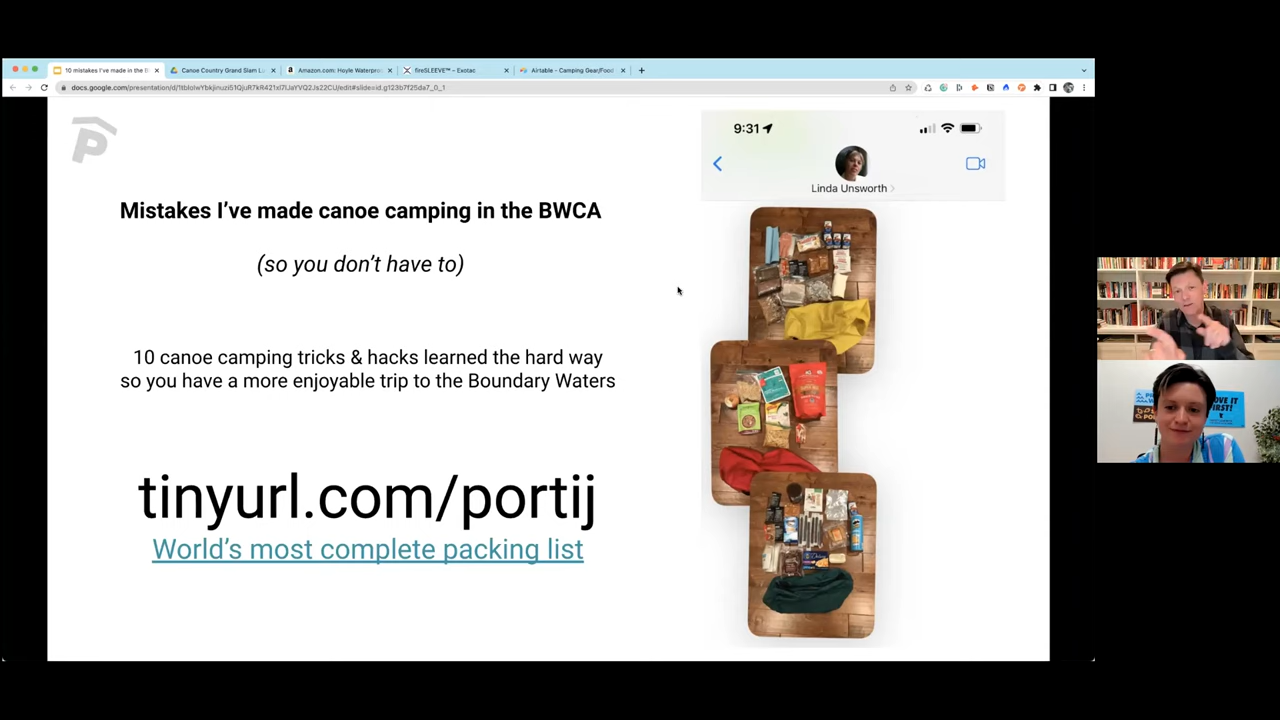 10 mistakes I've made in the B
Canoe Country Grand Slam Lu
Amazon.com: Hoyle Waterpro
fireSLEEVE™ – Exotac
Airtable - Camping Gear/Food
P
Mistakes I've made canoe camping in the BWCA
(so you don't have to)
10 canoe camping tricks & hacks learned the hard way
so you have a more enjoyable trip to the Boundary Waters
tinyurl.com/portij
World's most complete packing list
9:31
Linda Unsworth